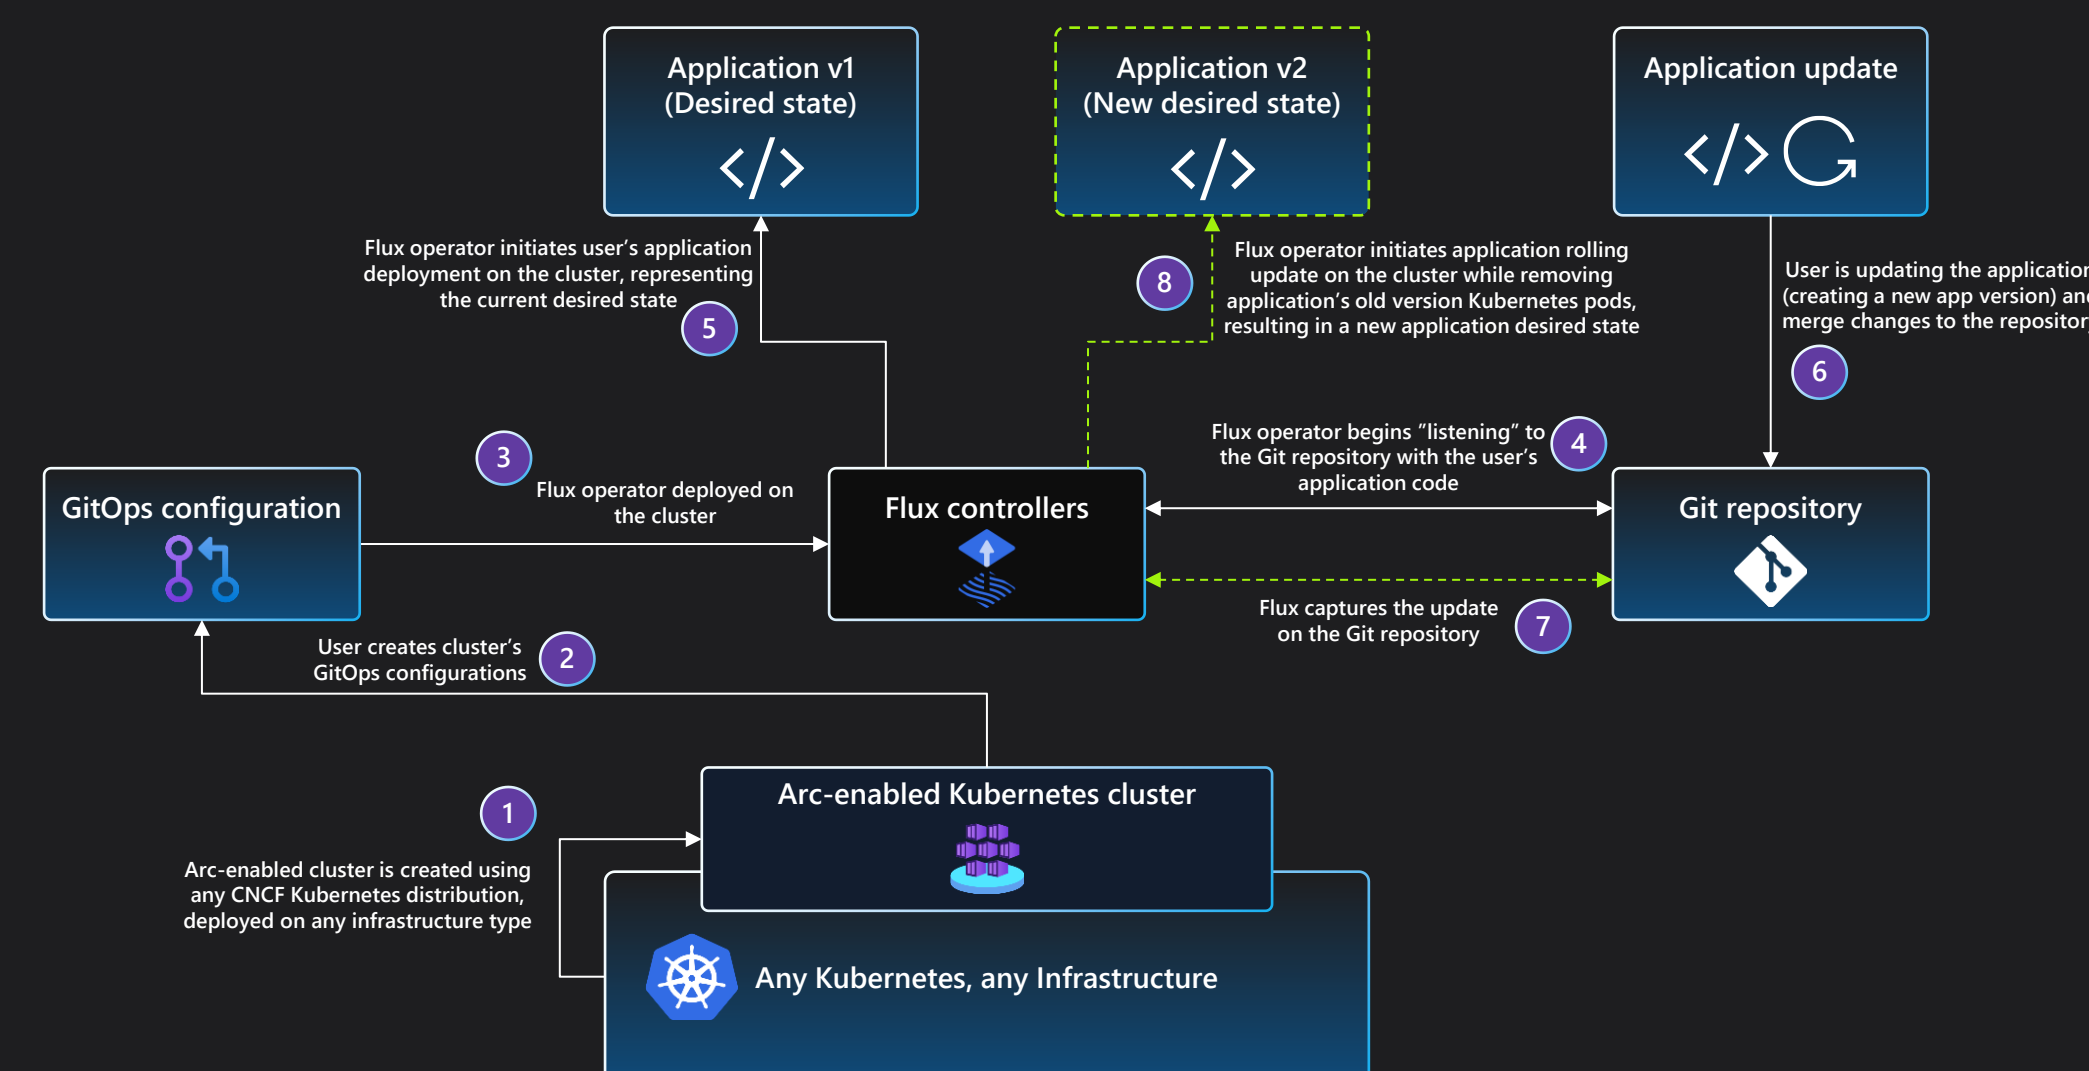 Application v1
(Desired state)
Application v2
(New desired state)
Application update
Flux operator initiates user’s application
deployment on the cluster, representing
the current desired state
5
8
Flux operator initiates application rolling
update on the cluster while removing
application’s old version Kubernetes pods,
resulting in a new application desired state
User is updating the application
(creating a new app version) and
merge changes to the repository
6
3
Flux operator deployed on
the cluster
Flux operator begins ”listening” to
the Git repository with the user’s
application code
4
GitOps configuration
Flux controllers
Git repository
Flux captures the update
on the Git repository
7
User creates cluster’s
GitOps configurations
2
1
Arc-enabled cluster is created using
any CNCF Kubernetes distribution,
deployed on any infrastructure type
Arc-enabled Kubernetes cluster
Any Kubernetes, any Infrastructure